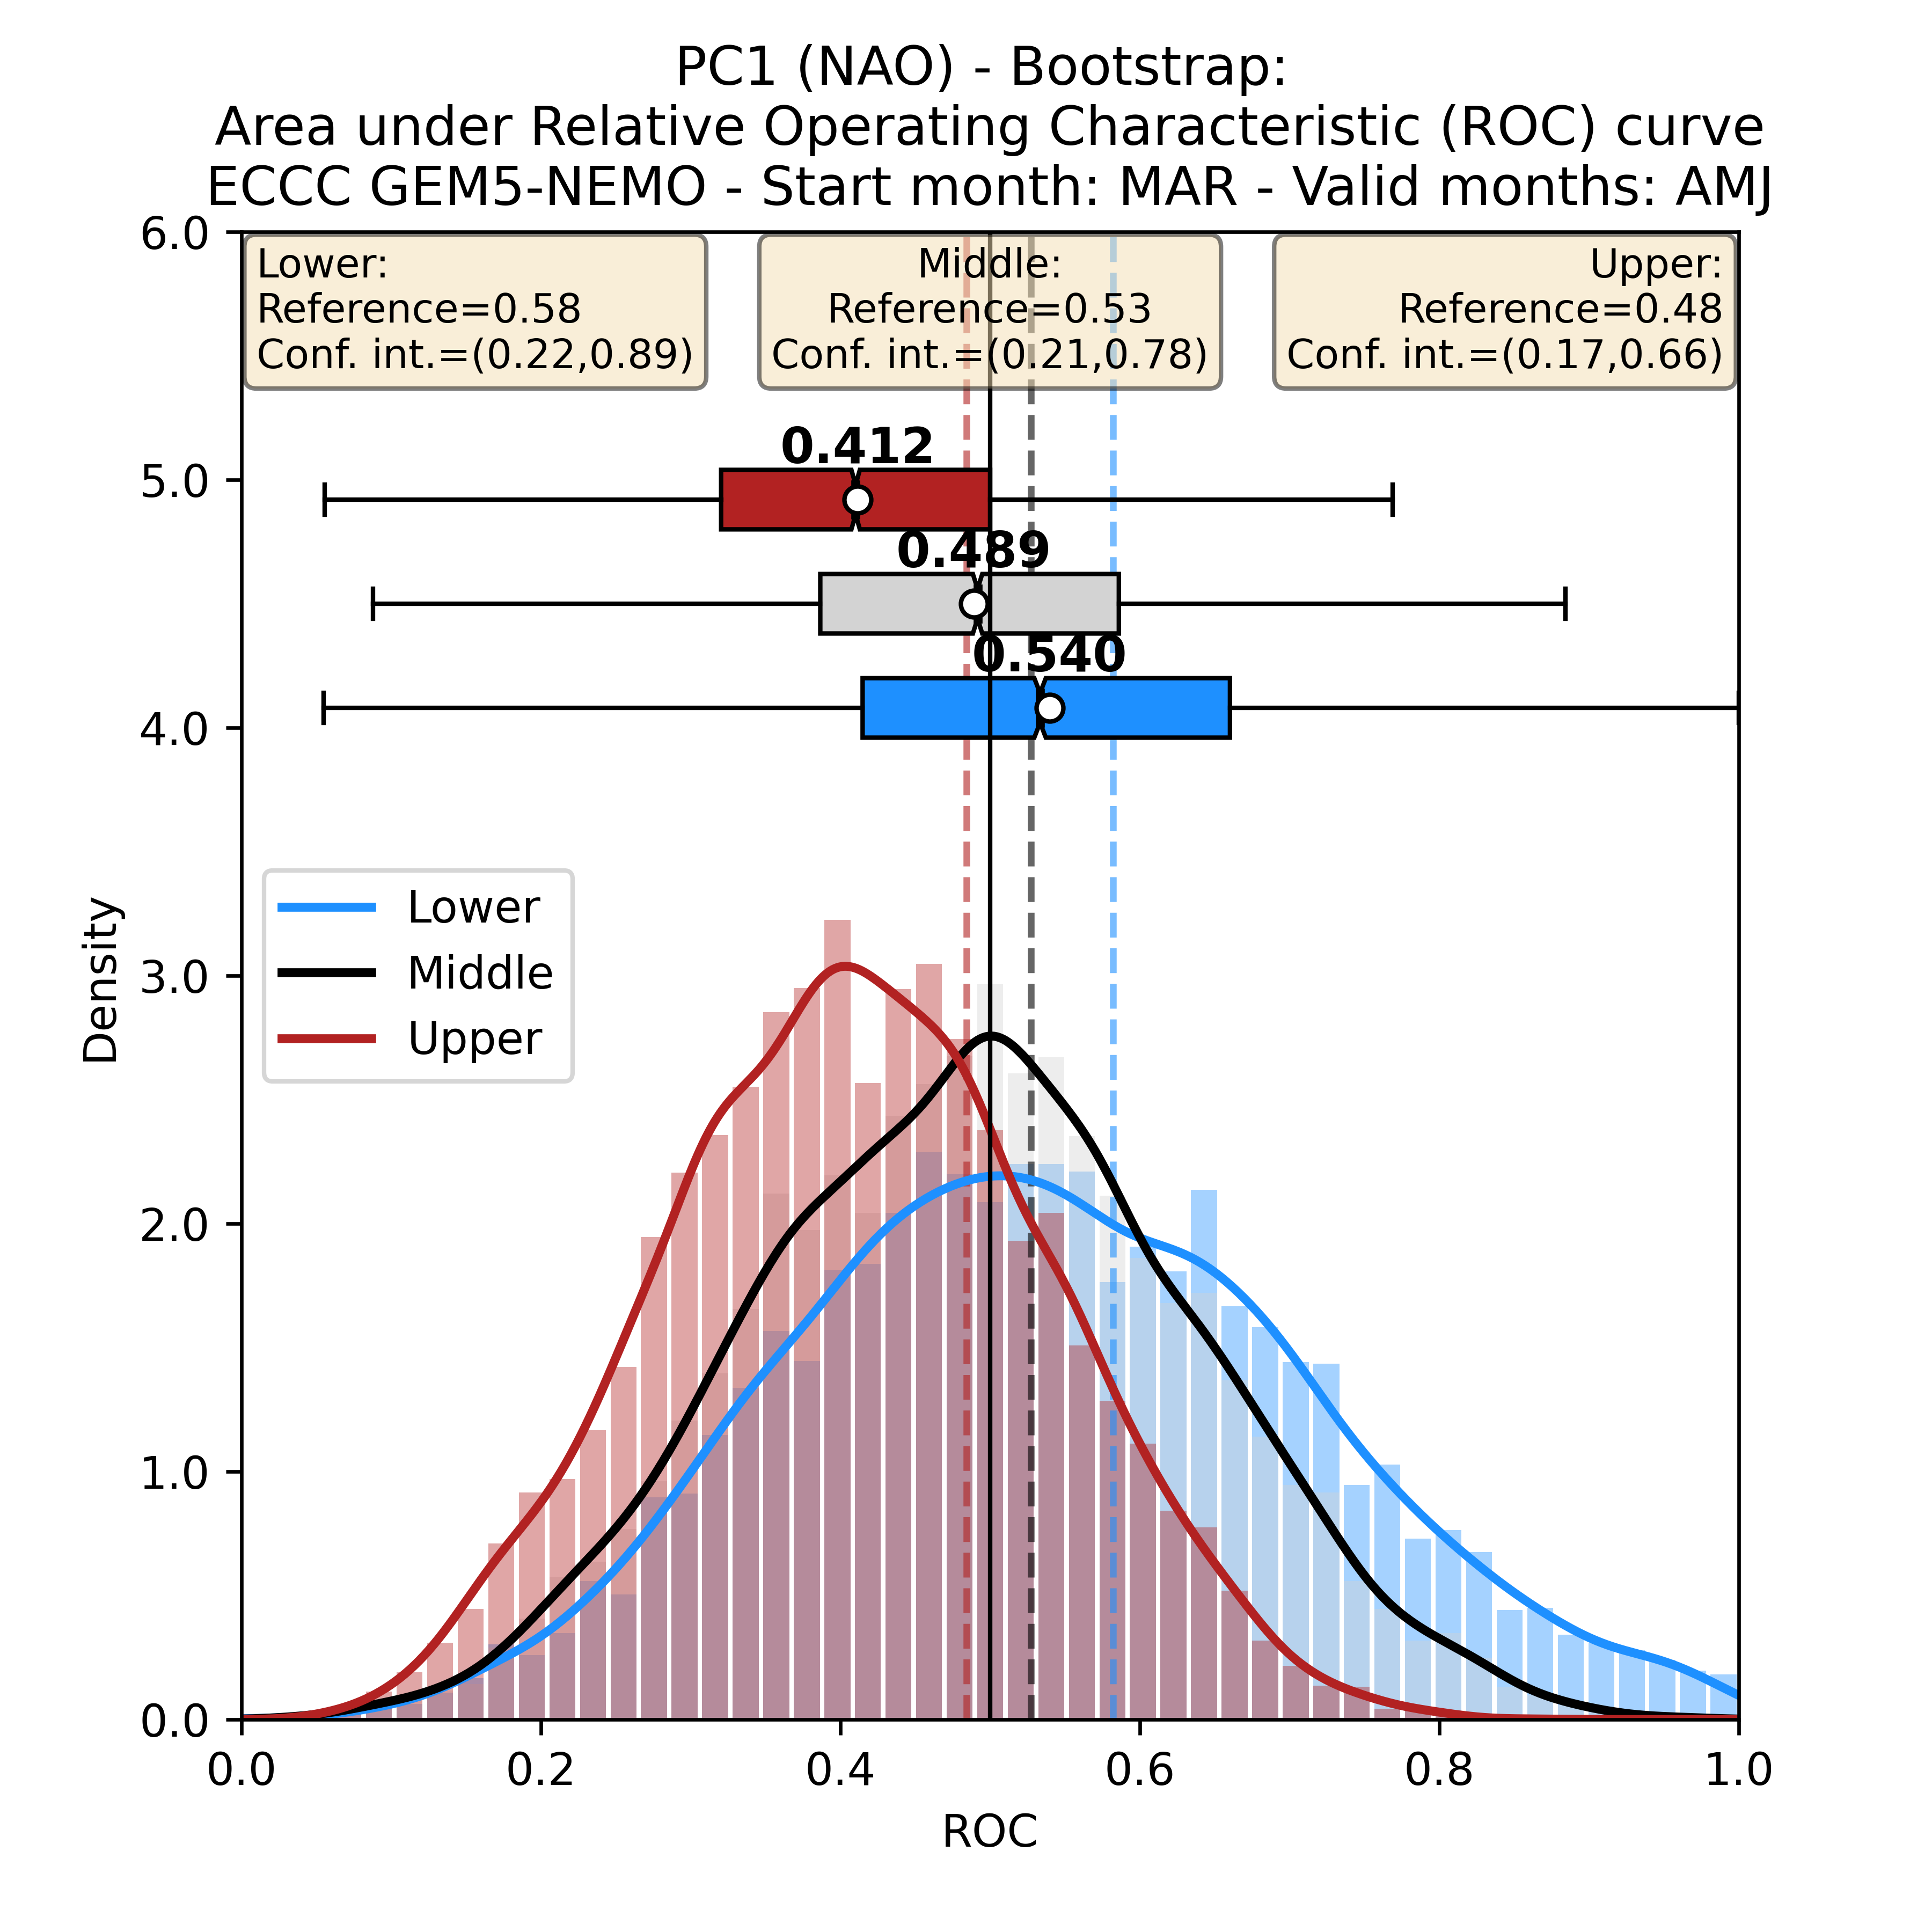 PC1 (NAO) - Bootstrap:
Area under Relative Operating Characteristic (ROC) curve
ECCC GEM5-NEMO - Start month: MAR - Valid months: AMJ
Lower:
Reference=0.58
Conf. int.=(0.22,0.89)
Middle:
Reference=0.53
Conf. int.=(0.21,0.78)
Upper:
Reference=0.48
Conf. int.=(0.17,0.66)
0.412
0.489
0.540
Lower
Middle
Upper
Density
6.0
5.0
4.0
3.0
2.0
1.0
0.0
0.0 0.2 0.4 0.6 0.8 1.0
ROC